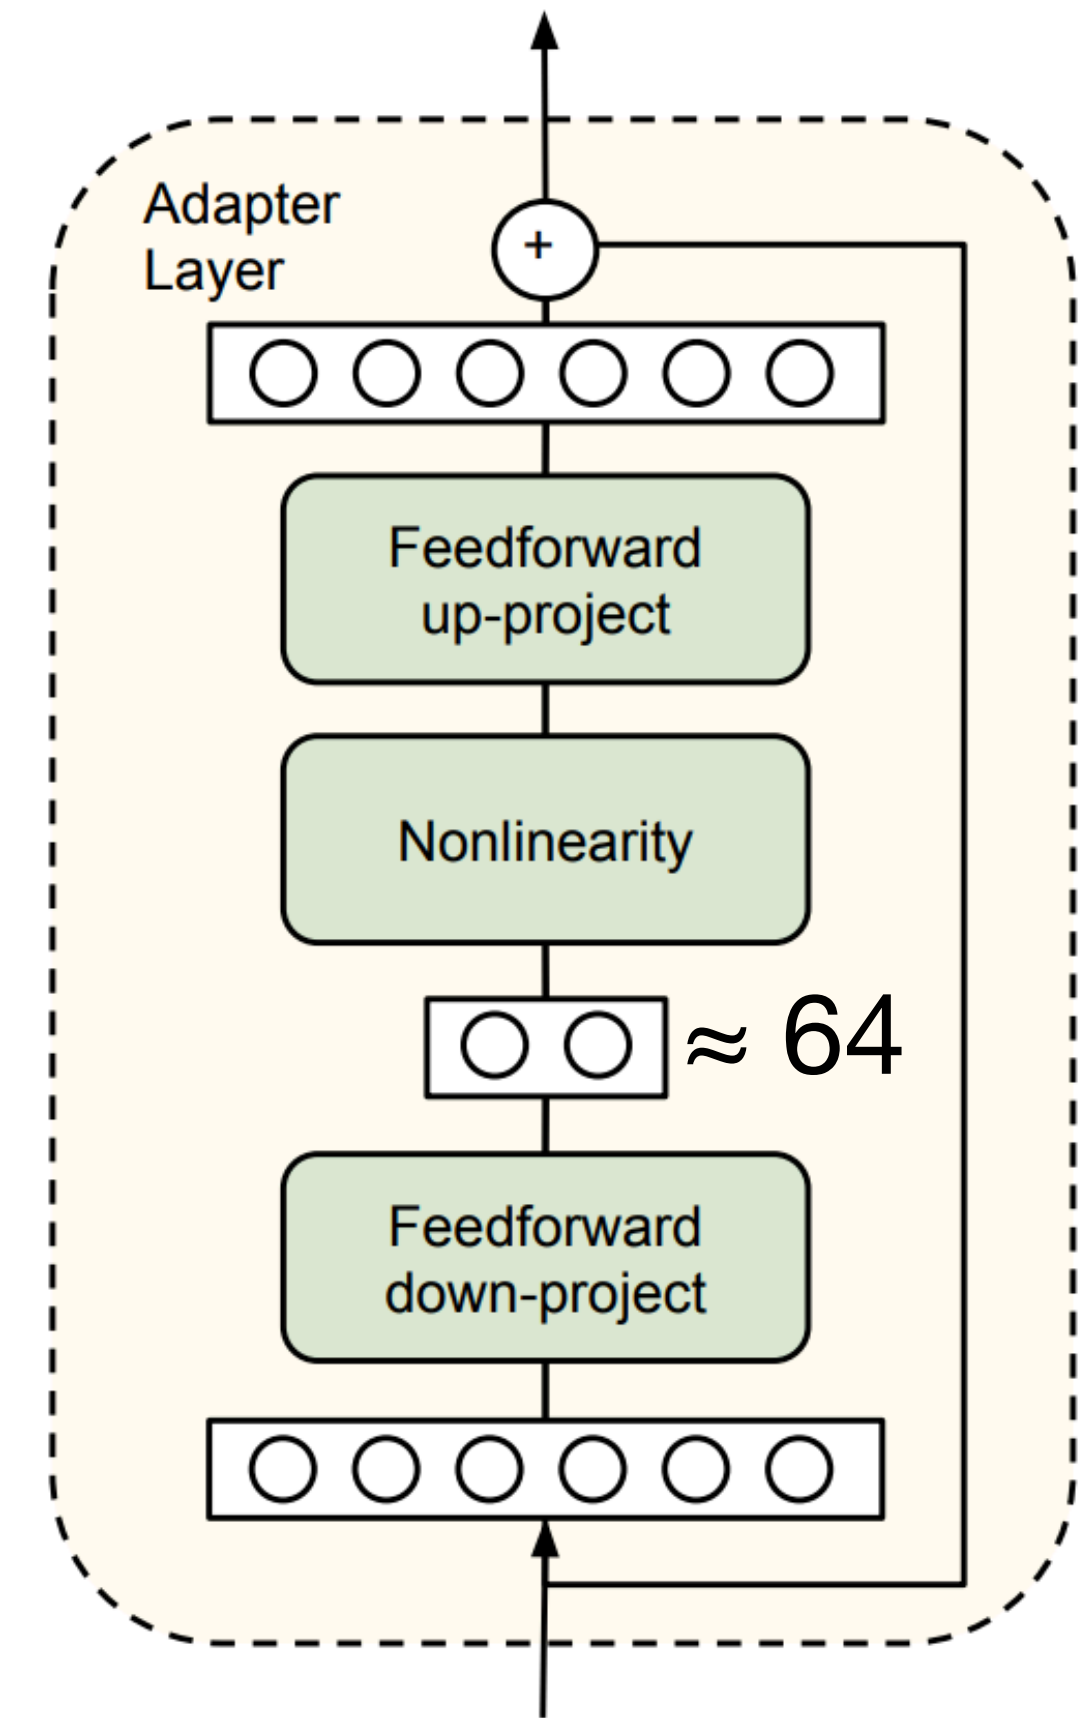 Adapter
Layer
+
Feedforward
up-project
Nonlinearity
≈ 64
Feedforward
down-project